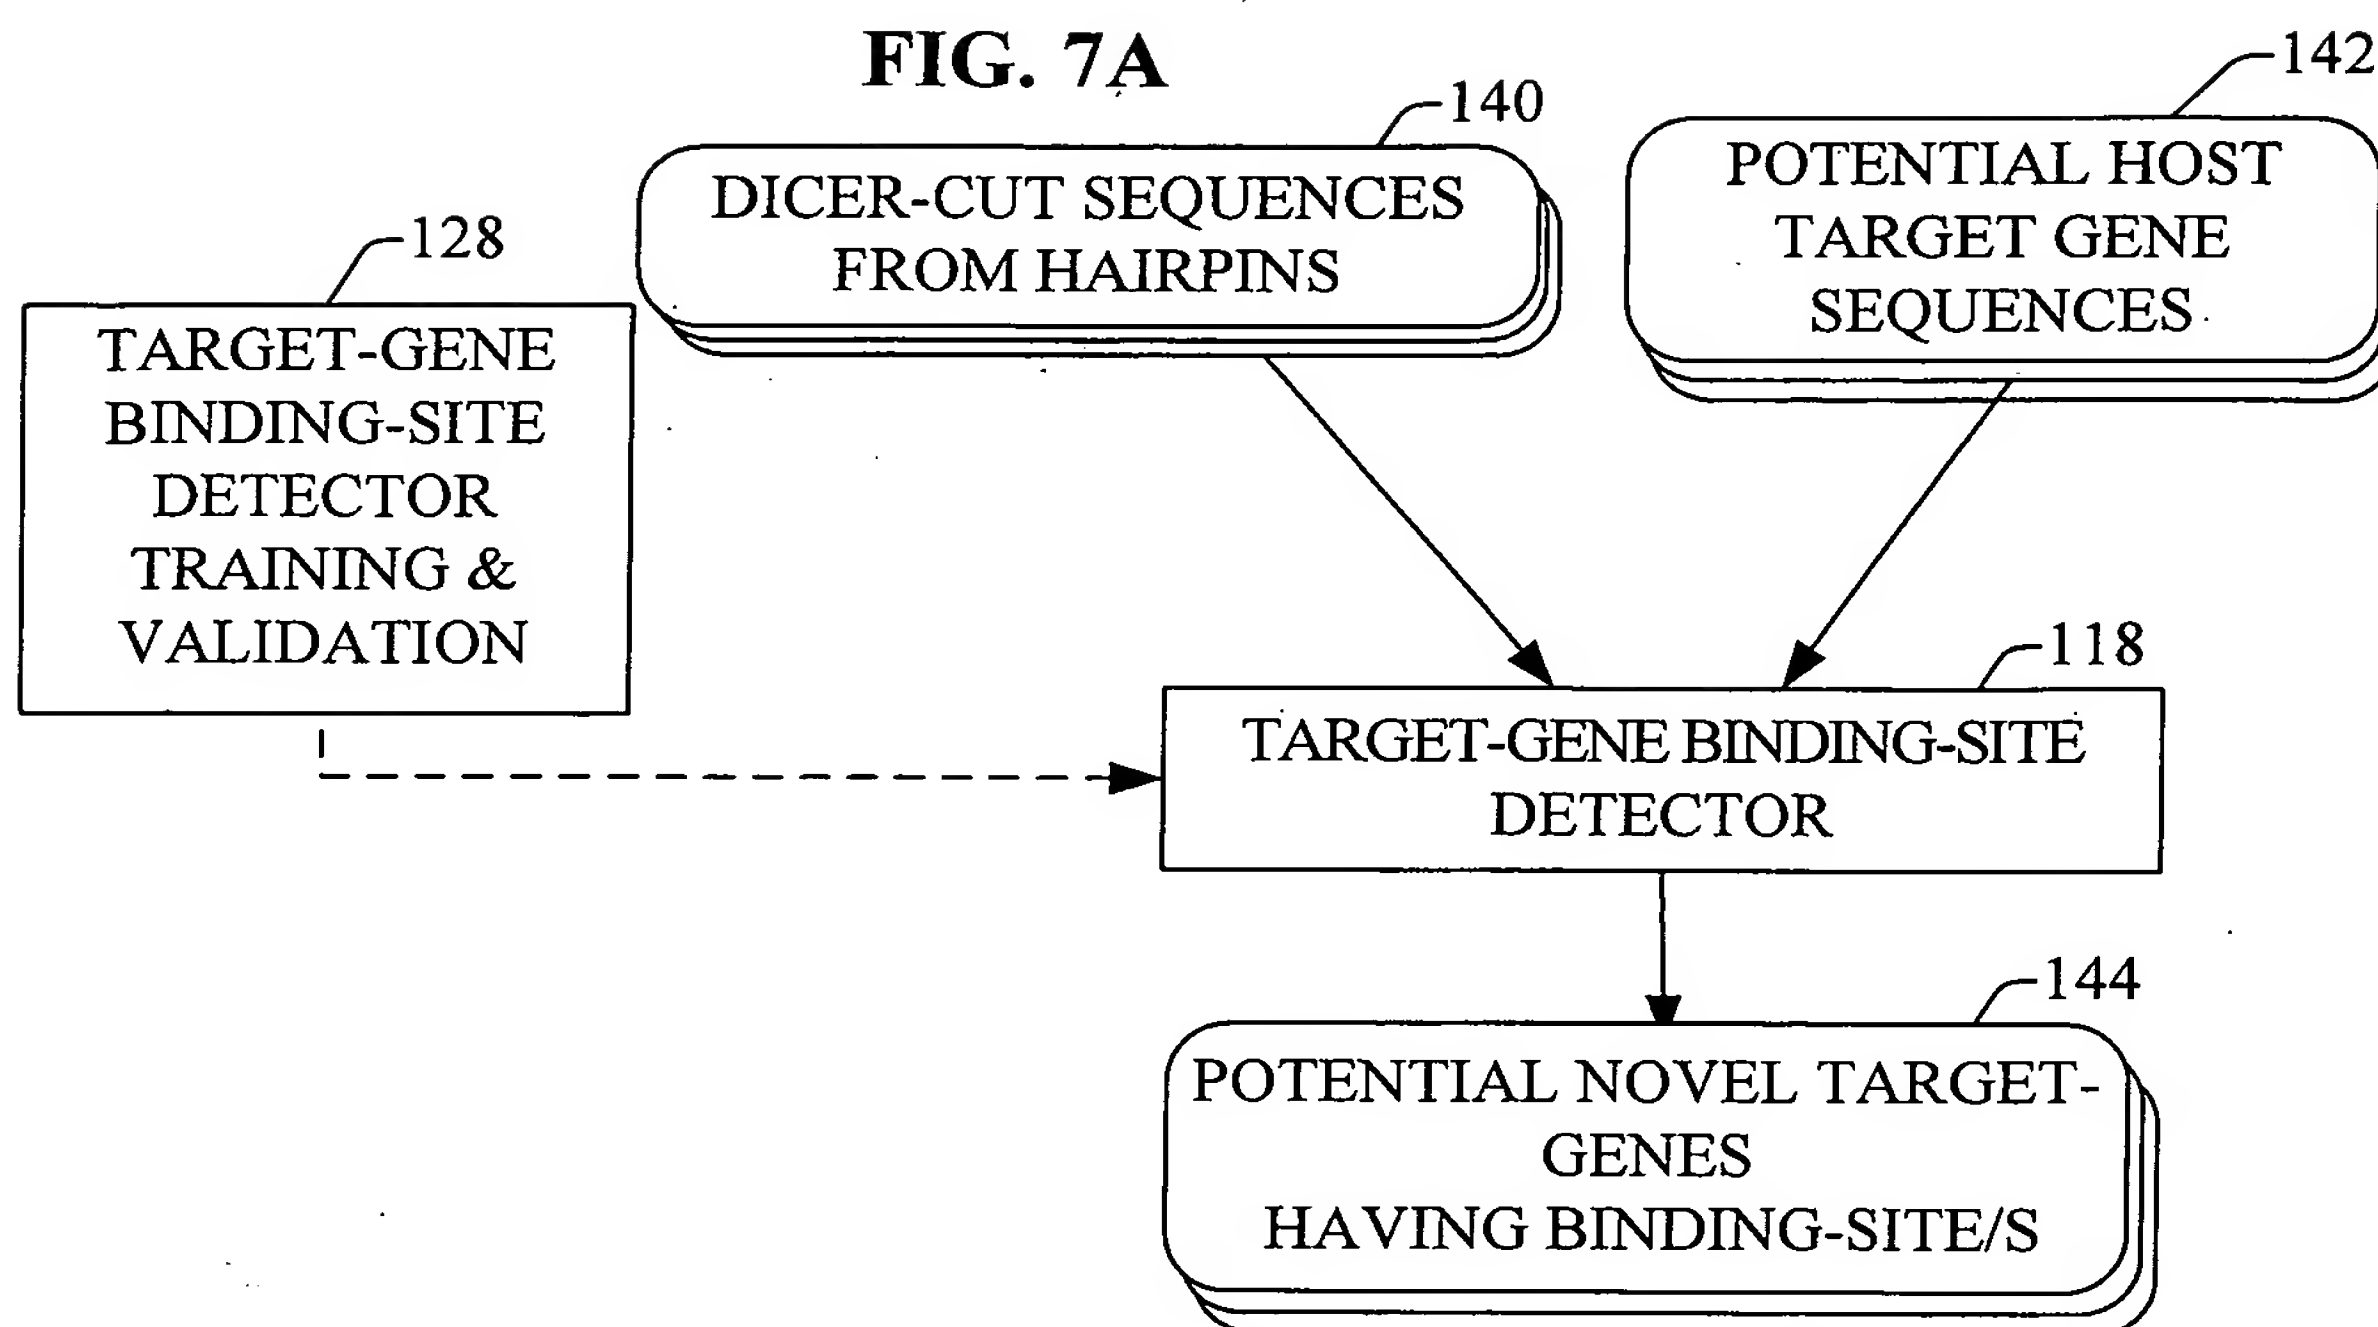 FIG. 7A
142
140
POTENTIAL HOST
TARGET GENE
SEQUENCES
DICER-CUT SEQUENCES
FROM HAIRPINS
128
TARGET-GENE
BINDING-SITE
DETECTOR
TRAINING &
VALIDATION
118
TARGET-GENE BINDING-SITE
DETECTOR
144
POTENTIAL NOVEL TARGET-
GENES
HAVING BINDING-SITE/S